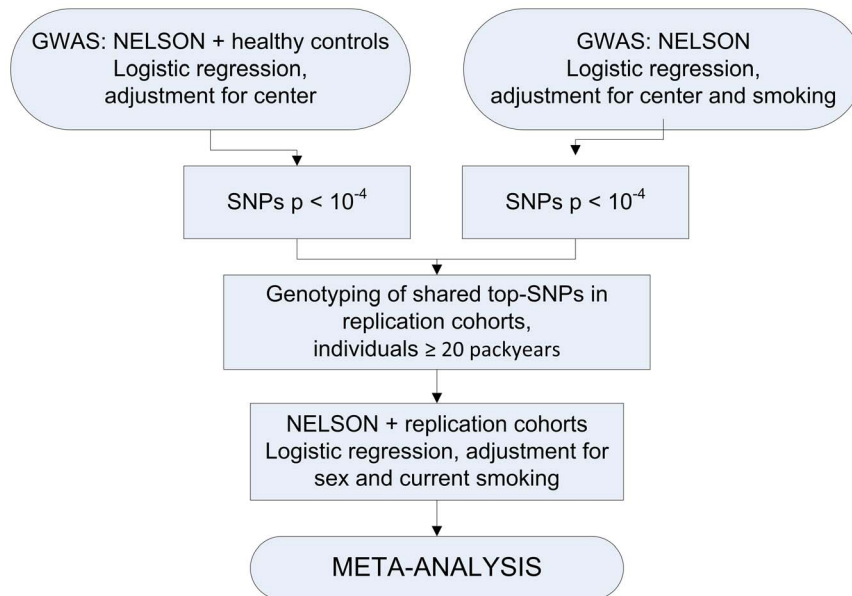 GWAS: NELSON + healthy controls
Logistic regression,
adjustment for center
GWAS: NELSON
Logistic regression,
adjustment for center and smoking
SNPs p < 10⁻⁴
SNPs p < 10⁻⁴
Genotyping of shared top-SNPs in
replication cohorts,
individuals ≥ 20 packyears
NELSON + replication cohorts
Logistic regression, adjustment for
sex and current smoking
META-ANALYSIS